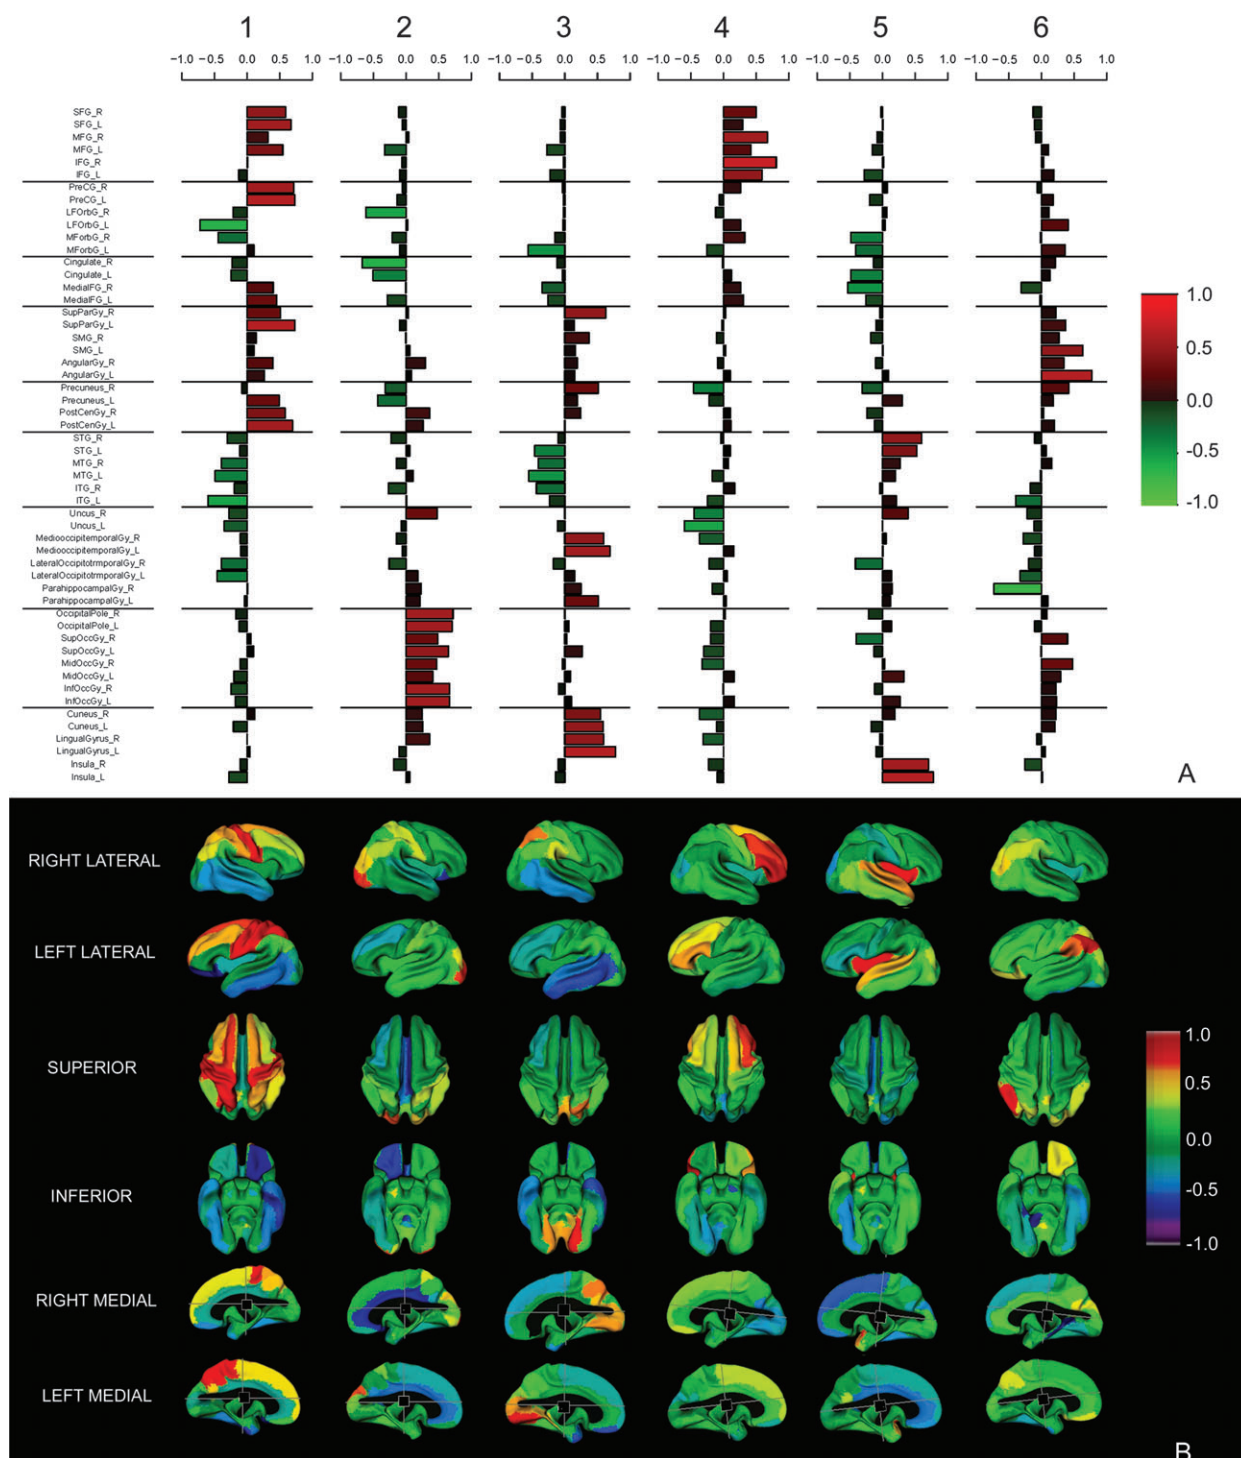 1 2 3 4 5 6
−1.0 −0.5 0.0 0.5 1.0 −1.0 −0.5 0.0 0.5 1.0 −1.0 −0.5 0.0 0.5 1.0 −1.0 −0.5 0.0 0.5 1.0 −1.0 −0.5 0.0 0.5 1.0 −1.0 −0.5 0.0 0.5 1.0
SFG_R
SFG_L
MFG_R
MFG_L
IFG_R
IFG_L
PreCG_R
PreCG_L
LFOrbG_R
LFOrbG_L
MForbG_R
MForbG_L
Cingulate_R
Cingulate_L
MedialFG_R
MedialFG_L
SupParGy_R
SupParGy_L
SMG_R
SMG_L
AngularGy_R
AngularGy_L
Precuneus_R
Precuneus_L
PostCenGy_R
PostCenGy_L
STG_R
STG_L
MTG_R
MTG_L
ITG_R
ITG_L
Uncus_R
Uncus_L
MediooccipitemporalGy_R
MediooccipitemporalGy_L
LateralOccipitotrmporalGy_R
LateralOccipitotrmporalGy_L
ParahippocampalGy_R
ParahippocampalGy_L
OccipitalPole_R
OccipitalPole_L
SupOccGy_R
SupOccGy_L
MidOccGy_R
MidOccGy_L
InfOccGy_R
InfOccGy_L
Cuneus_R
Cuneus_L
LingualGyrus_R
LingualGyrus_L
Insula_R
Insula_L
1.0
0.5
0.0
-0.5
-1.0
A
RIGHT LATERAL
LEFT LATERAL
SUPERIOR
INFERIOR
RIGHT MEDIAL
LEFT MEDIAL
1.0
0.5
0.0
-0.5
-1.0
B